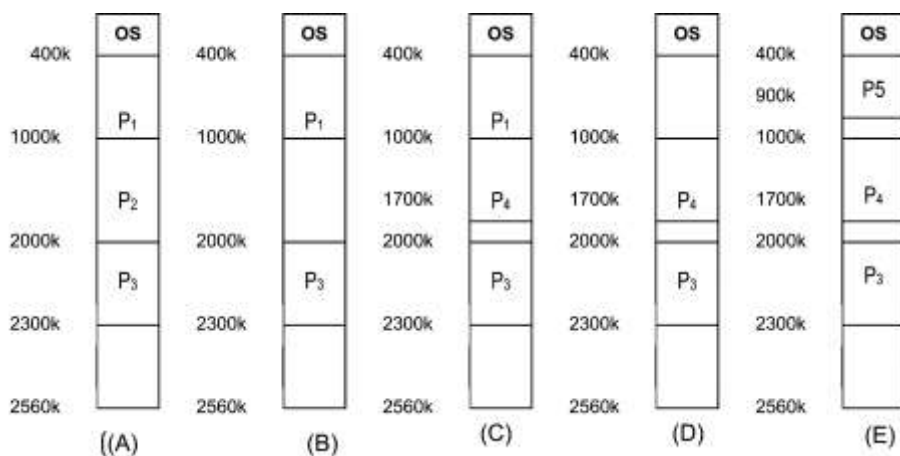 OS OS OS OS OS
400k 400k 400k 400k 400k
P5
900k
P₁ P₁ P₁
1000k 1000k 1000k 1000k 1000k
P₂ 1700k P₄ 1700k P₄ 1700k P₄
2000k 2000k 2000k 2000k 2000k
P₃ P₃ P₃ P₃ P₃
2300k 2300k 2300k 2300k 2300k
2560k 2560k 2560k 2560k 2560k
{(A) (B) (C) (D) (E)